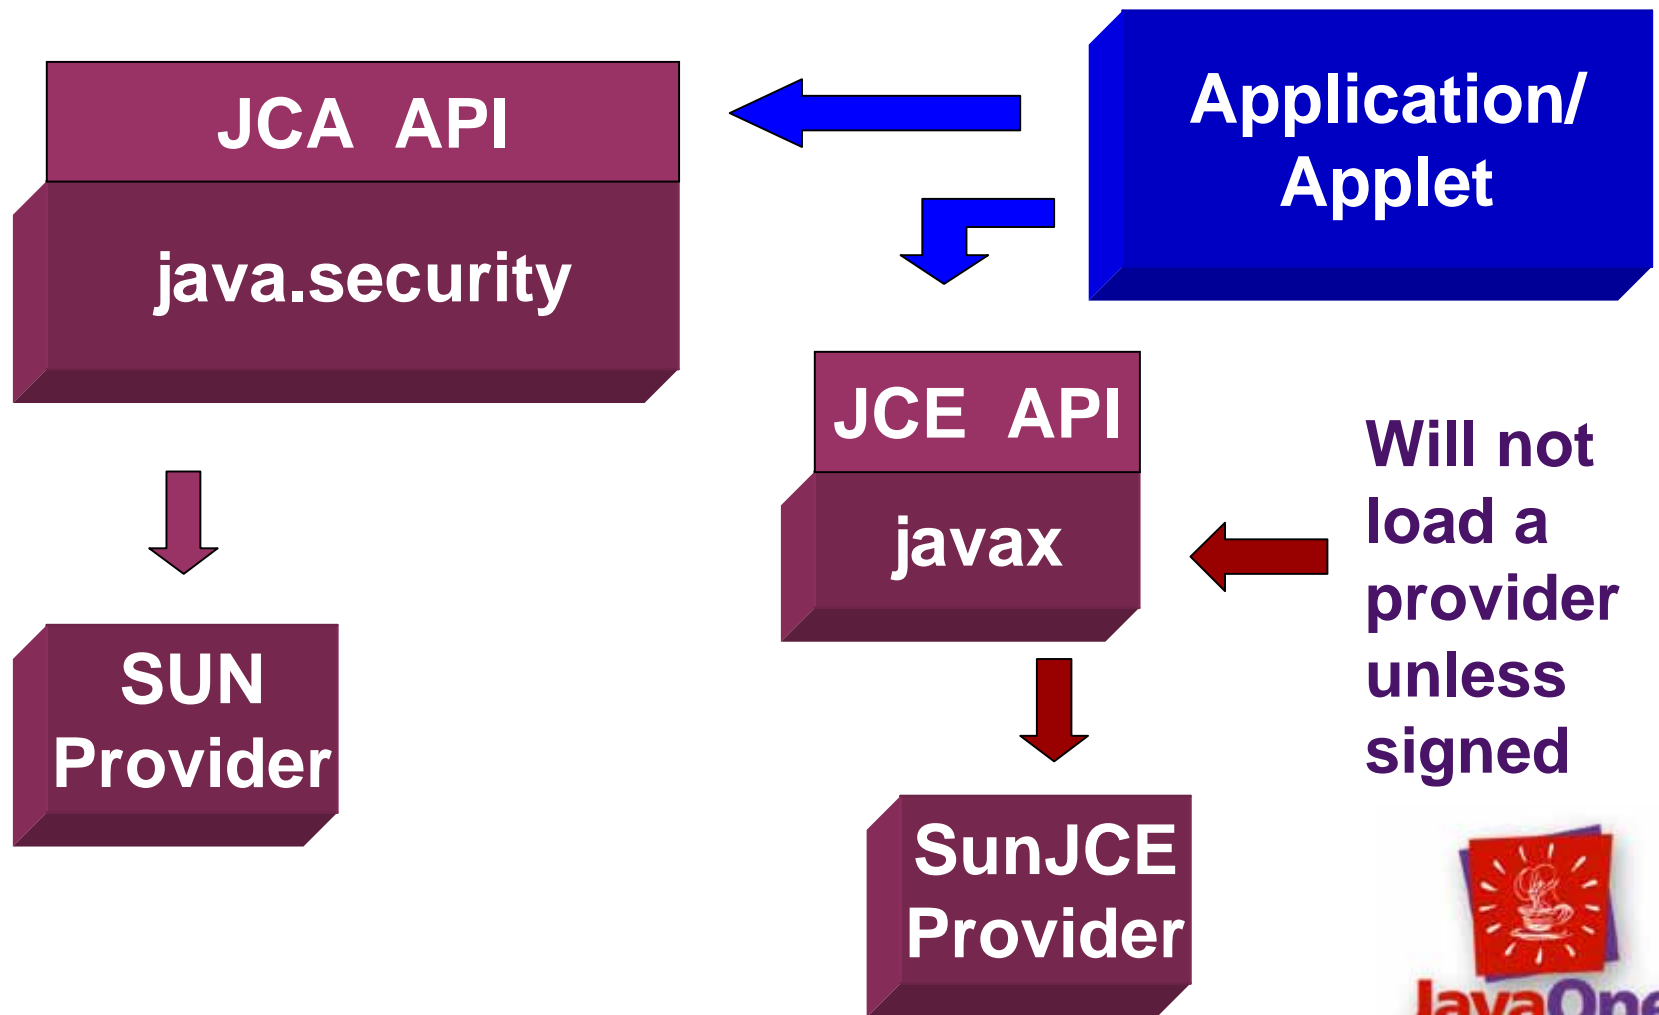 JCA API
java.security
Application/
Applet
JCE API
javax
Will not
load a
provider
unless
signed
SUN
Provider
SunJCE
Provider
JavaOne